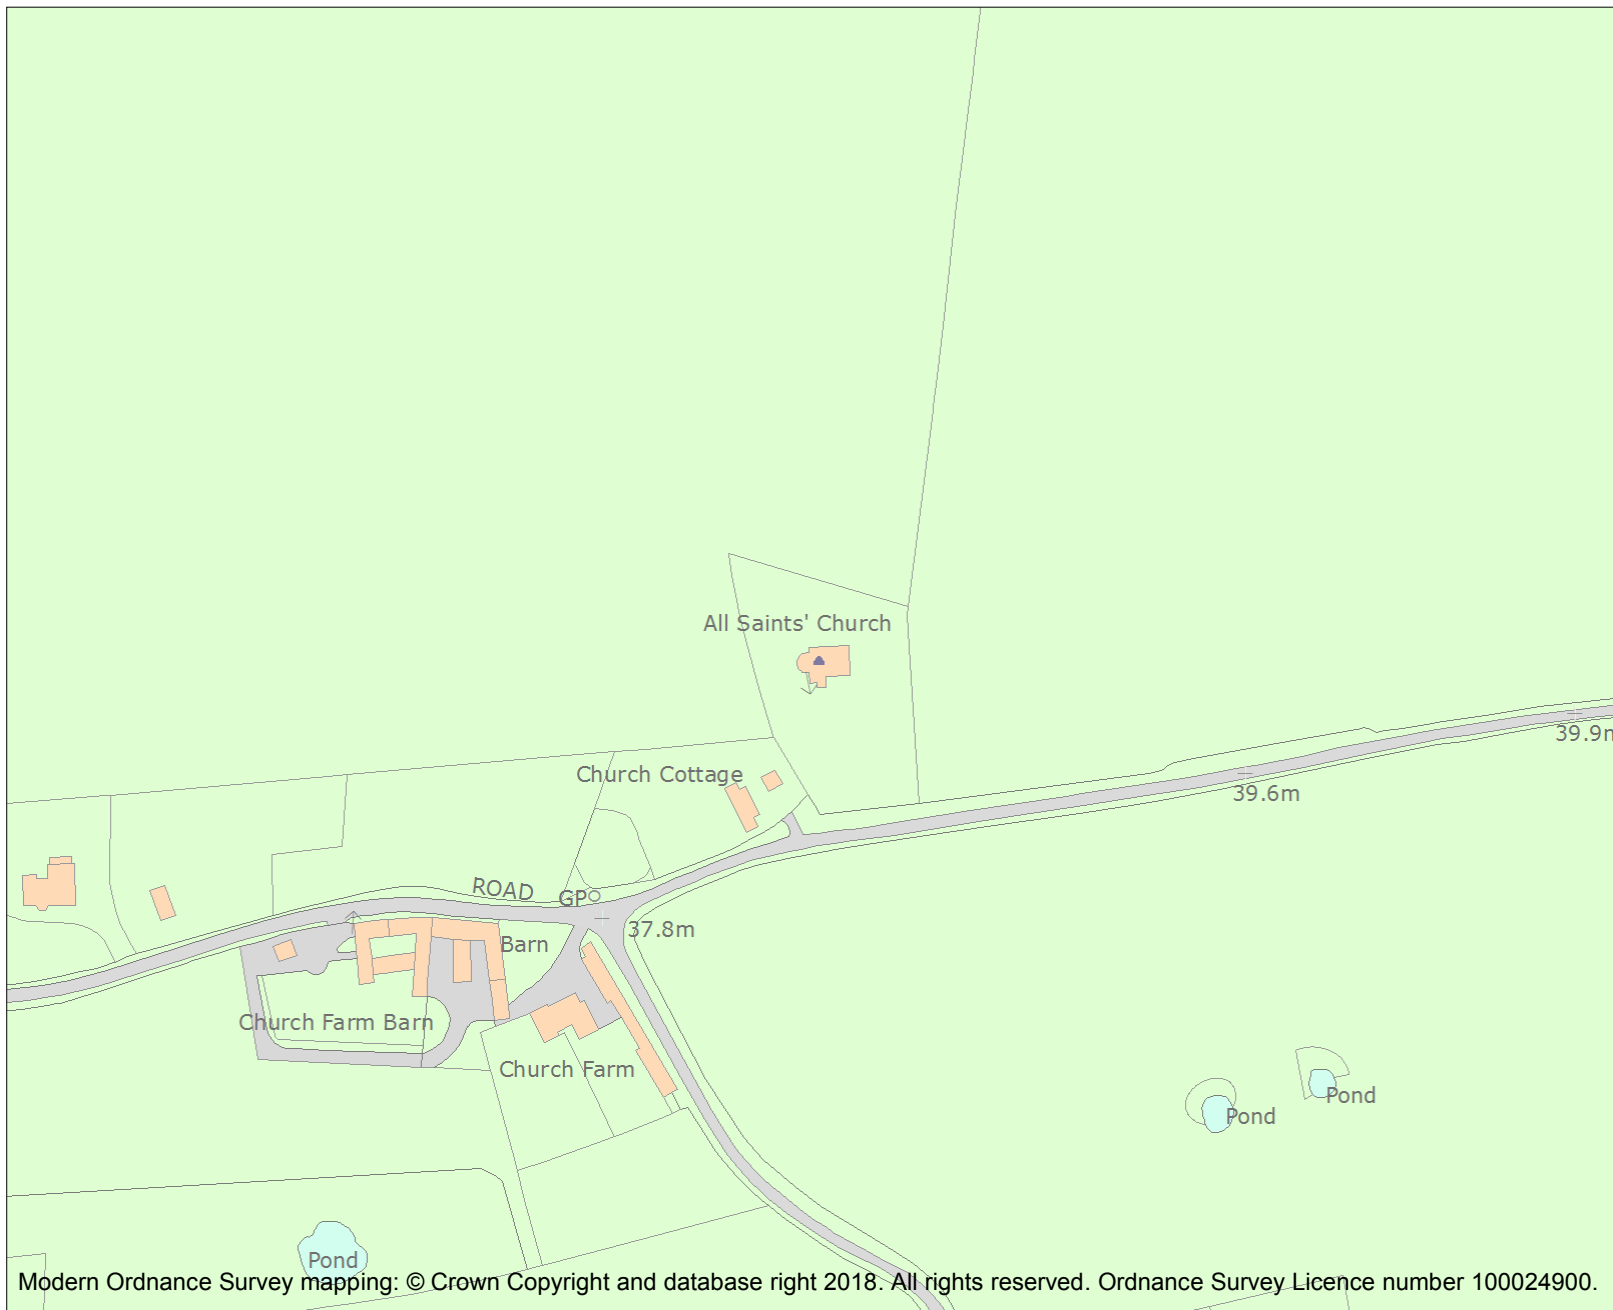 All Saints' Church
39.9m
Church Cottage
39.6m
ROAD
GP
37.8m
Barn
Church Farm Barn
Church Farm
Pond
Pond
Pond
Modern Ordnance Survey mapping: © Crown Copyright and database right 2018. All rights reserved. Ordnance Survey Licence number 100024900.